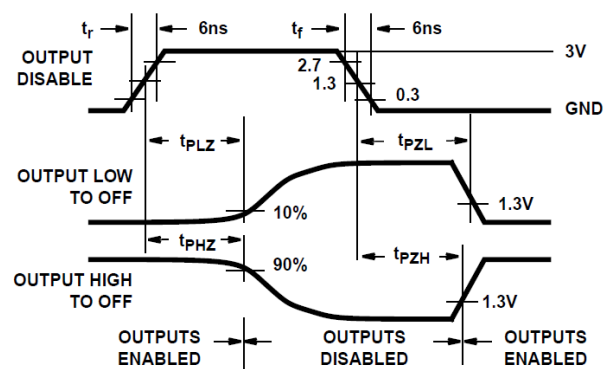 tr 6ns tf 6ns
OUTPUT
DISABLE
3V
2.7
1.3
0.3
GND
tPLZ tPZL
OUTPUT LOW
TO OFF
10%
1.3V
tPHZ tPZH
OUTPUT HIGH
TO OFF
90%
1.3V
OUTPUTS
ENABLED
OUTPUTS
DISABLED
OUTPUTS
ENABLED